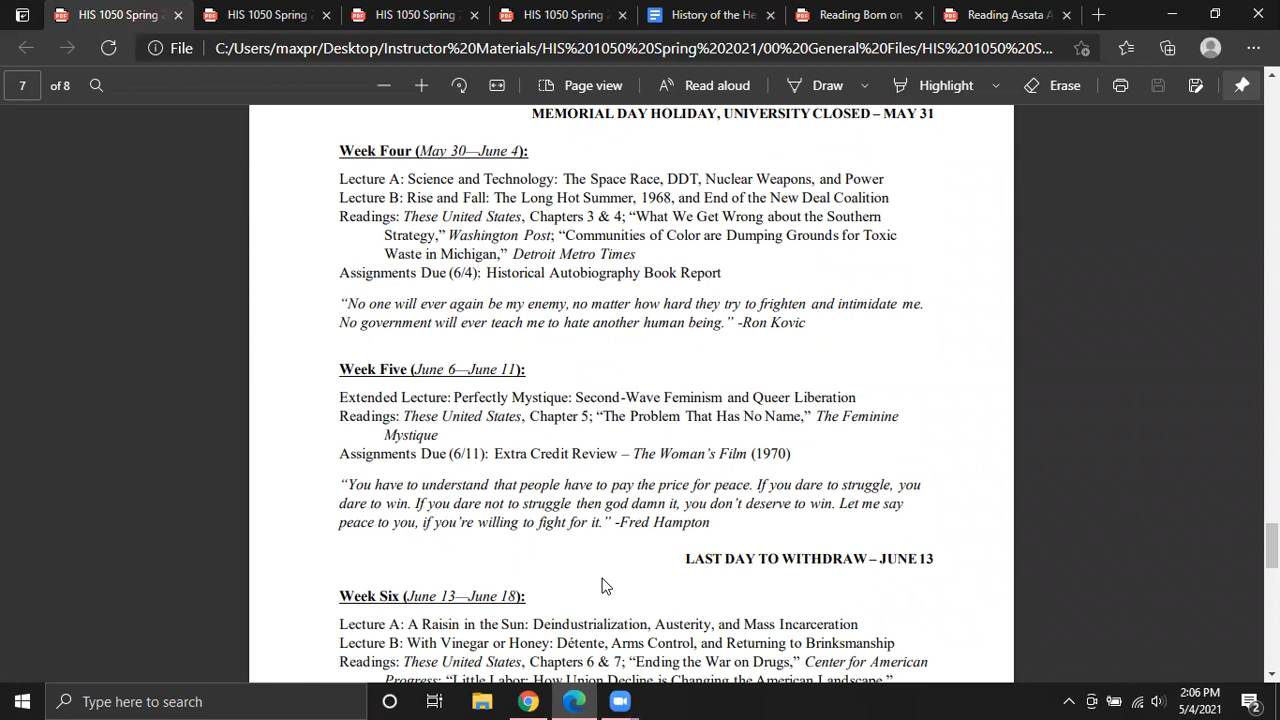 HIS 1050 Spring
HIS 1050 Spring
HIS 1050 Spring
HIS 1050 Spring
History of the He
Reading Born on
Reading Assata A
File
C:/Users/maxpr/Desktop/Instructor%20Materials/HIS%201050%20Spring%202021/00%20General%20Files/HIS%201050%20S...
7 of 8
Page view
Read aloud
Draw
Highlight
Erase
MEMORIAL DAY HOLIDAY, UNIVERSITY CLOSED – MAY 31
Week Four (May 30—June 4):
Lecture A: Science and Technology: The Space Race, DDT, Nuclear Weapons, and Power
Lecture B: Rise and Fall: The Long Hot Summer, 1968, and End of the New Deal Coalition
Readings: These United States, Chapters 3 & 4; “What We Get Wrong about the Southern
Strategy,” Washington Post; “Communities of Color are Dumping Grounds for Toxic
Waste in Michigan,” Detroit Metro Times
Assignments Due (6/4): Historical Autobiography Book Report
“No one will ever again be my enemy, no matter how hard they try to frighten and intimidate me.
No government will ever teach me to hate another human being.” -Ron Kovic
Week Five (June 6—June 11):
Extended Lecture: Perfectly Mystique: Second-Wave Feminism and Queer Liberation
Readings: These United States, Chapter 5; “The Problem That Has No Name,” The Feminine
Mystique
Assignments Due (6/11): Extra Credit Review – The Woman’s Film (1970)
“You have to understand that people have to pay the price for peace. If you dare to struggle, you
dare to win. If you dare not to struggle then god damn it, you don’t deserve to win. Let me say
peace to you, if you’re willing to fight for it.” -Fred Hampton
LAST DAY TO WITHDRAW – JUNE 13
Week Six (June 13—June 18):
Lecture A: A Raisin in the Sun: Deindustrialization, Austerity, and Mass Incarceration
Lecture B: With Vinegar or Honey: Détente, Arms Control, and Returning to Brinksmanship
Readings: These United States, Chapters 6 & 7; “Ending the War on Drugs,” Center for American
Progress; “Little Labor: How Union Decline is Changing the American Landscape,”
Type here to search
2:06 PM
5/4/2021
2